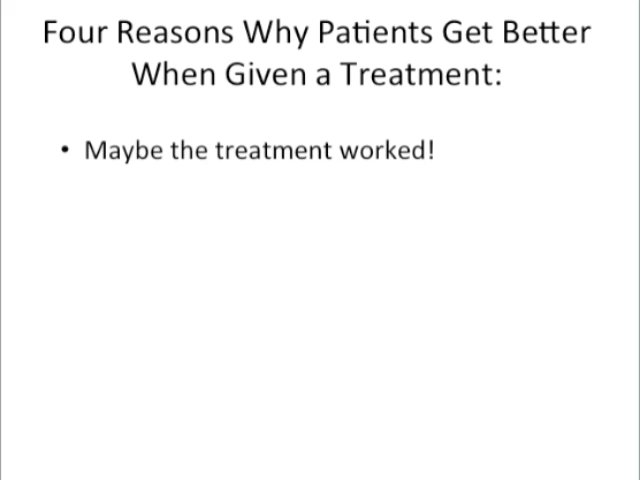 Four Reasons Why Patients Get Better
When Given a Treatment:
• Maybe the treatment worked!